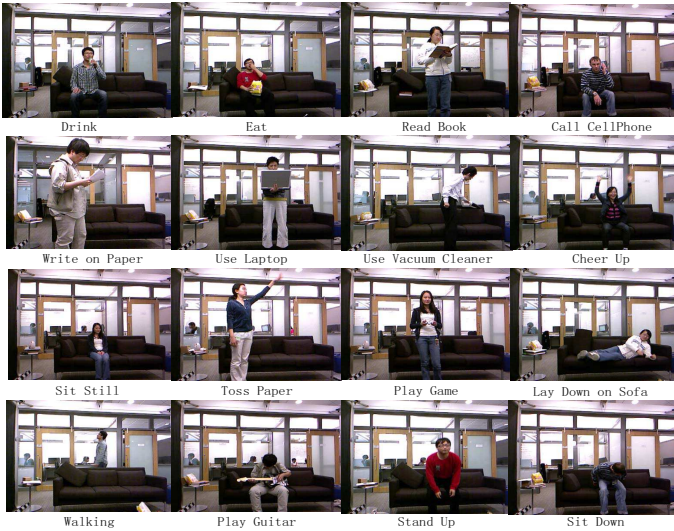 Drink
Eat
Read Book
Call CellPhone
Write on Paper
Use Laptop
Use Vacuum Cleaner
Cheer Up
Sit Still
Toss Paper
Play Game
Lay Down on Sofa
Walking
Play Guitar
Stand Up
Sit Down